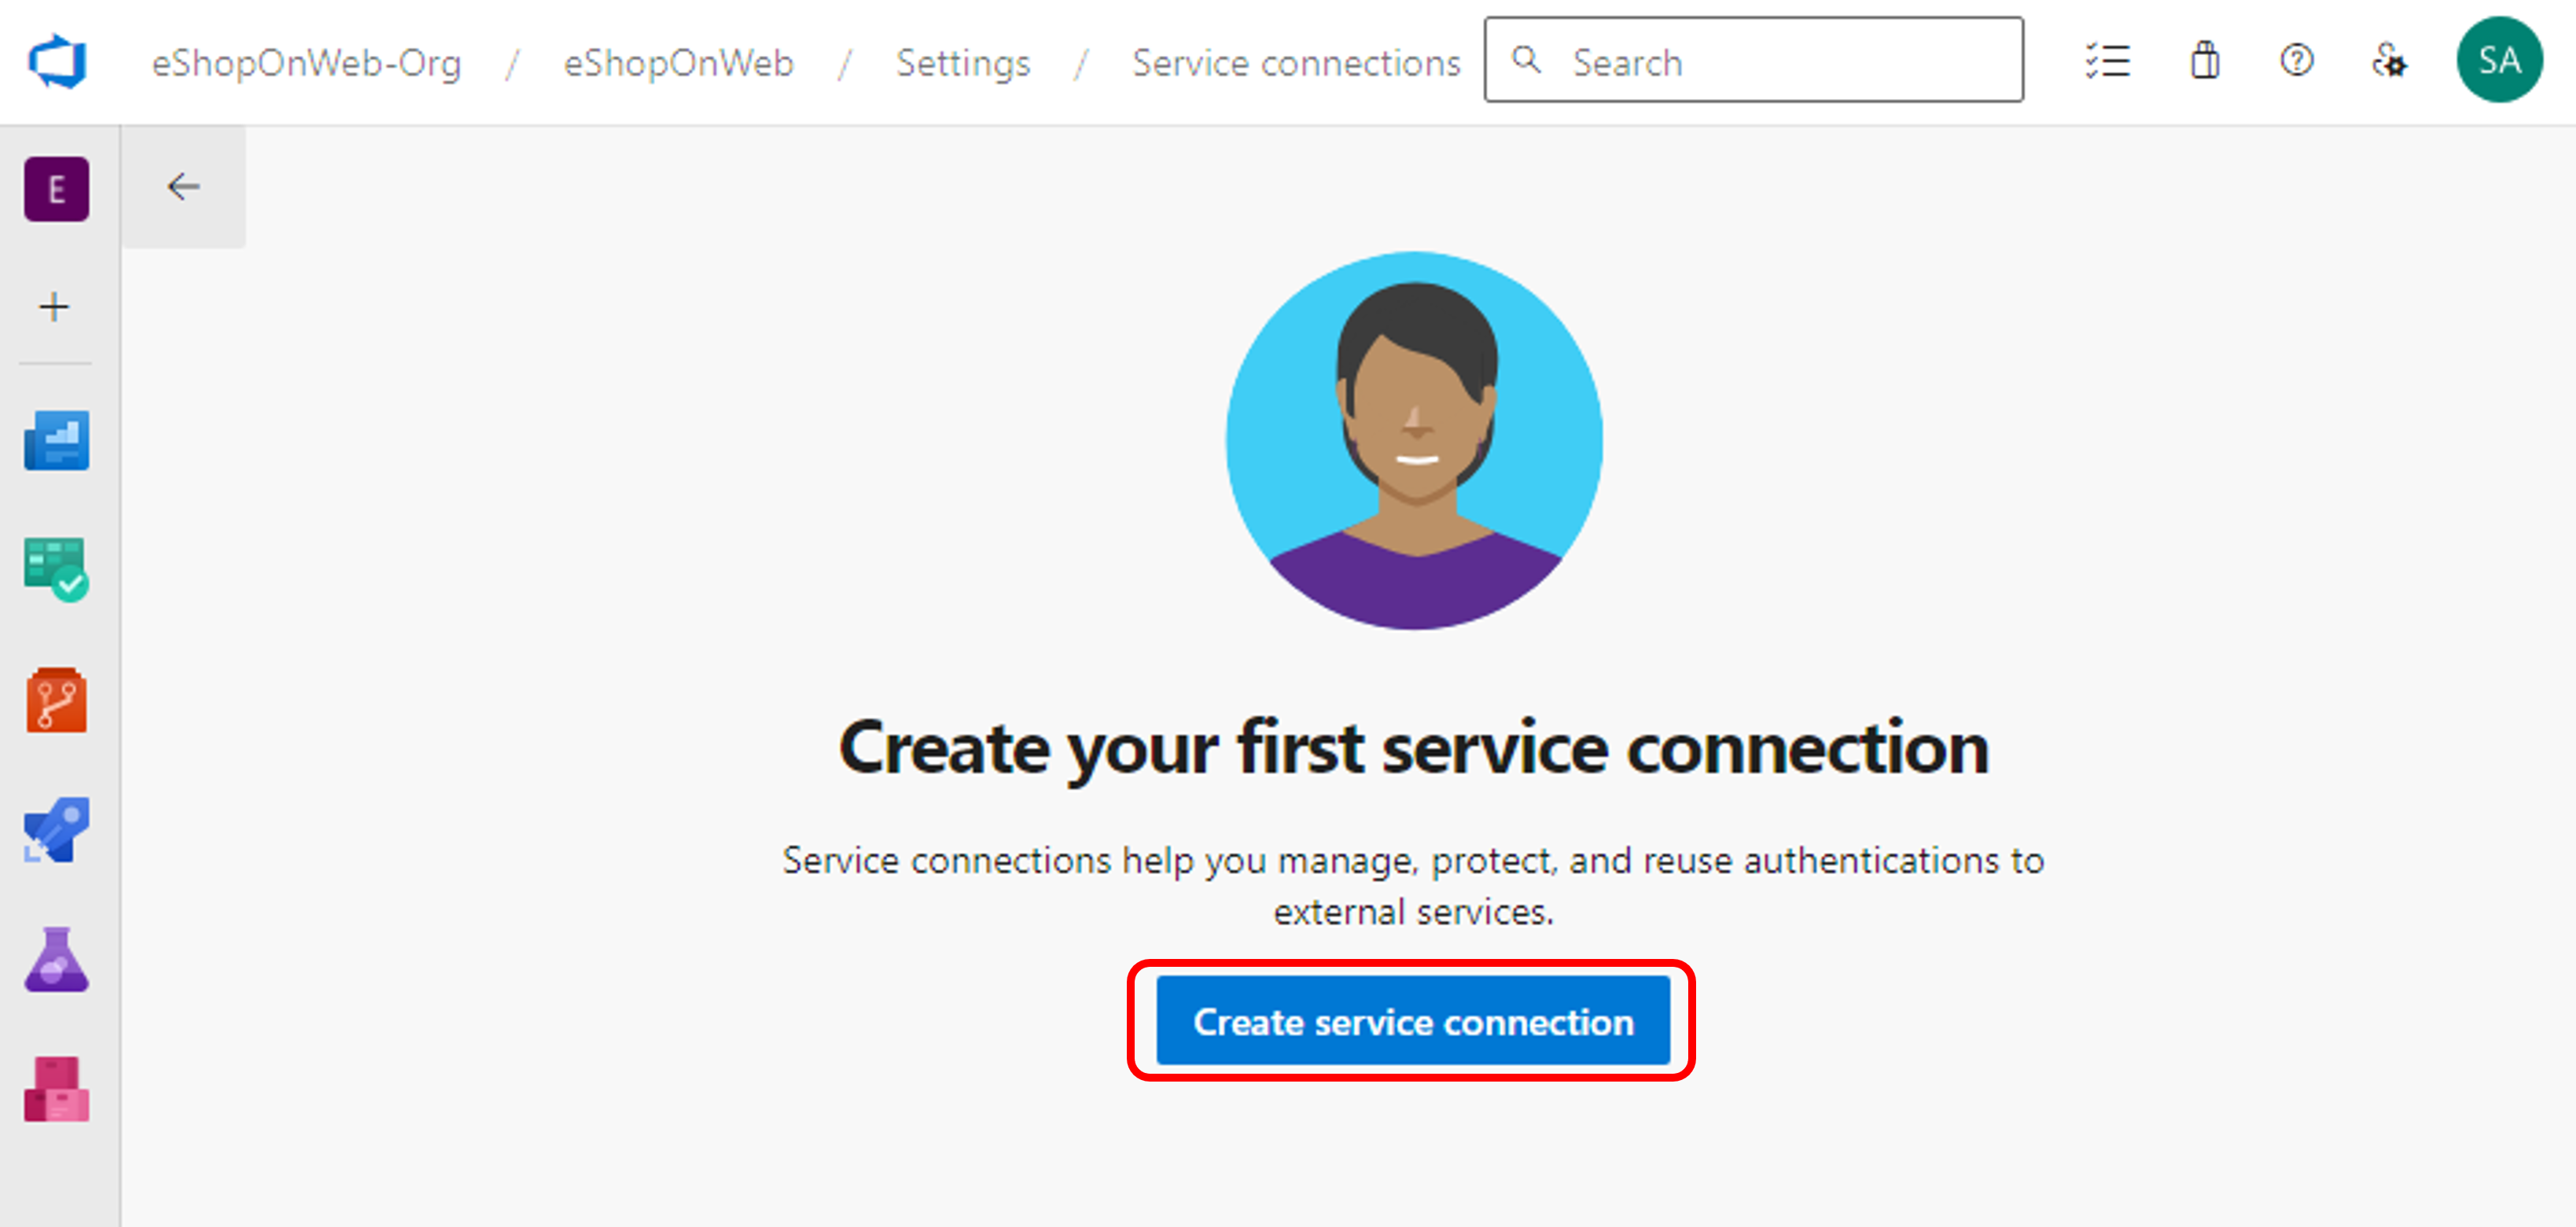 eShopOnWeb-Org / eShopOnWeb / Settings / Service connections
Search
SA
E
Create your first service connection
Service connections help you manage, protect, and reuse authentications to
external services.
Create service connection